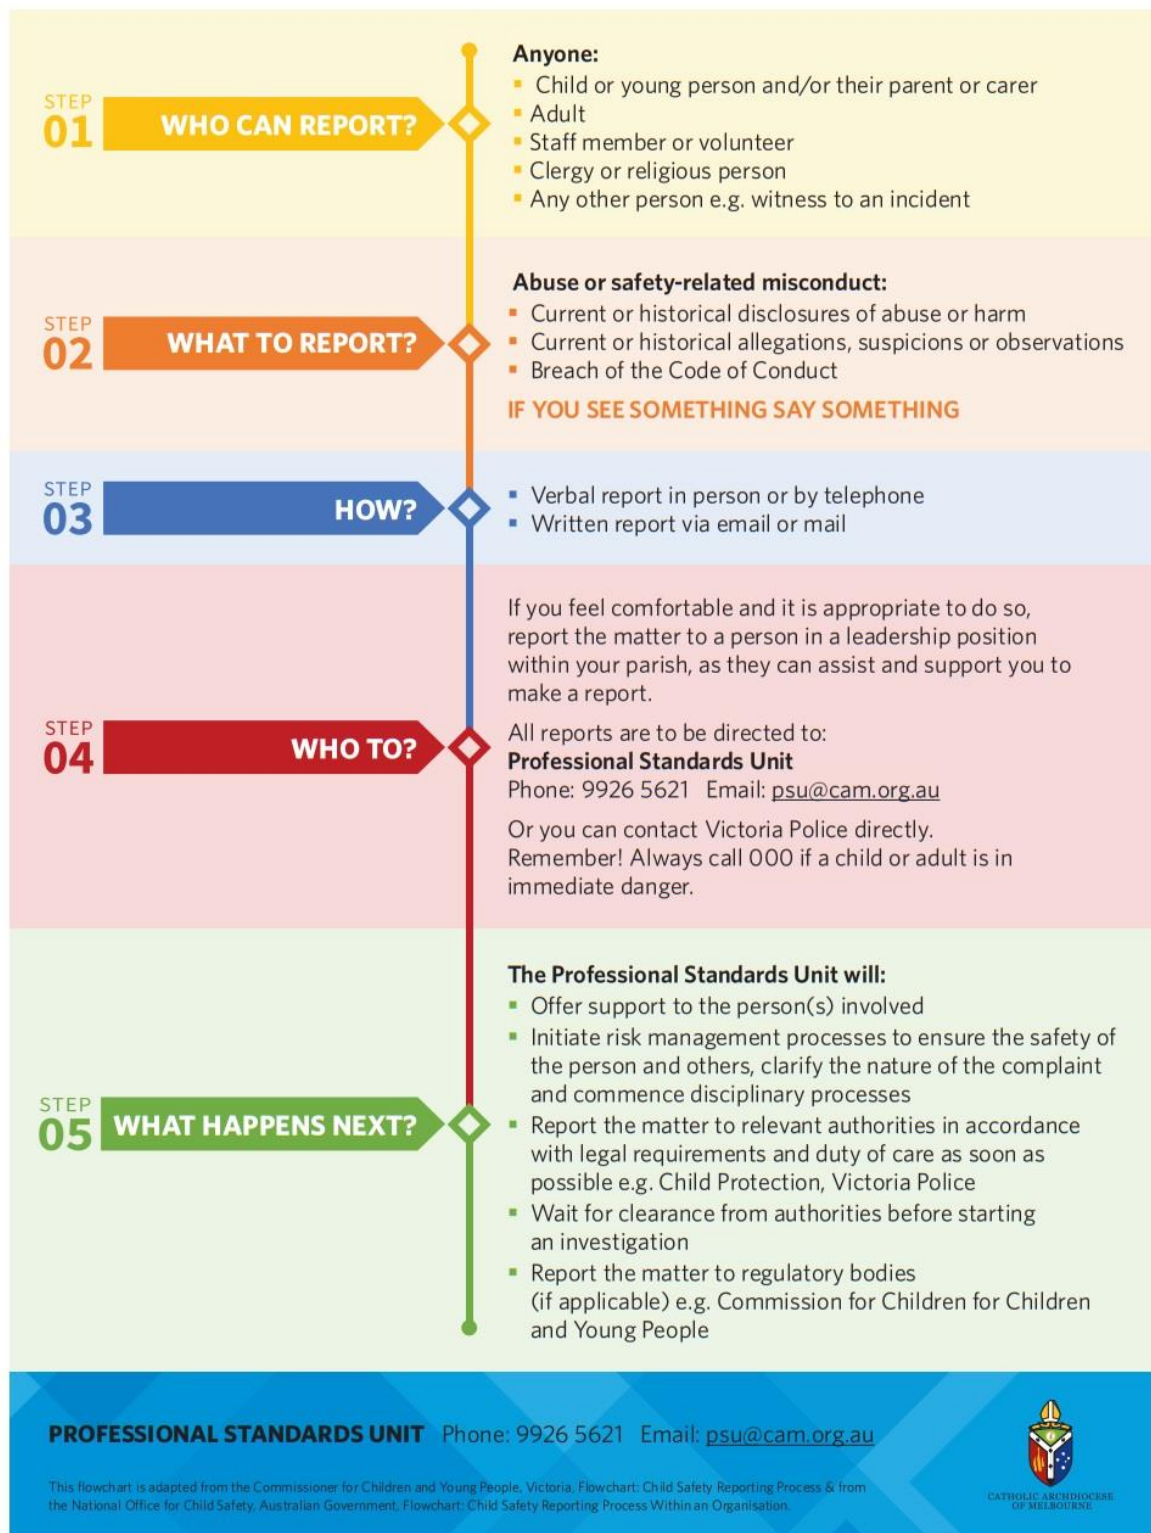 STEP
01
WHO CAN REPORT?
Anyone:
▪ Child or young person and/or their parent or carer
▪ Adult
▪ Staff member or volunteer
▪ Clergy or religious person
▪ Any other person e.g. witness to an incident
STEP
02
WHAT TO REPORT?
Abuse or safety-related misconduct:
▪ Current or historical disclosures of abuse or harm
▪ Current or historical allegations, suspicions or observations
▪ Breach of the Code of Conduct
IF YOU SEE SOMETHING SAY SOMETHING
STEP
03
HOW?
▪ Verbal report in person or by telephone
▪ Written report via email or mail
STEP
04
WHO TO?
If you feel comfortable and it is appropriate to do so,
report the matter to a person in a leadership position
within your parish, as they can assist and support you to
make a report.
All reports are to be directed to:
Professional Standards Unit
Phone: 9926 5621 Email: psu@cam.org.au
Or you can contact Victoria Police directly.
Remember! Always call 000 if a child or adult is in
immediate danger.
STEP
05
WHAT HAPPENS NEXT?
The Professional Standards Unit will:
▪ Offer support to the person(s) involved
▪ Initiate risk management processes to ensure the safety of
the person and others, clarify the nature of the complaint
and commence disciplinary processes
▪ Report the matter to relevant authorities in accordance
with legal requirements and duty of care as soon as
possible e.g. Child Protection, Victoria Police
▪ Wait for clearance from authorities before starting
an investigation
▪ Report the matter to regulatory bodies
(if applicable) e.g. Commission for Children for Children
and Young People
PROFESSIONAL STANDARDS UNIT Phone: 9926 5621 Email: psu@cam.org.au
This flowchart is adapted from the Commissioner for Children and Young People, Victoria, Flowchart: Child Safety Reporting Process & from
the National Office for Child Safety, Australian Government, Flowchart: Child Safety Reporting Process Within an Organisation.
CATHOLIC ARCHDIOCESE
OF MELBOURNE